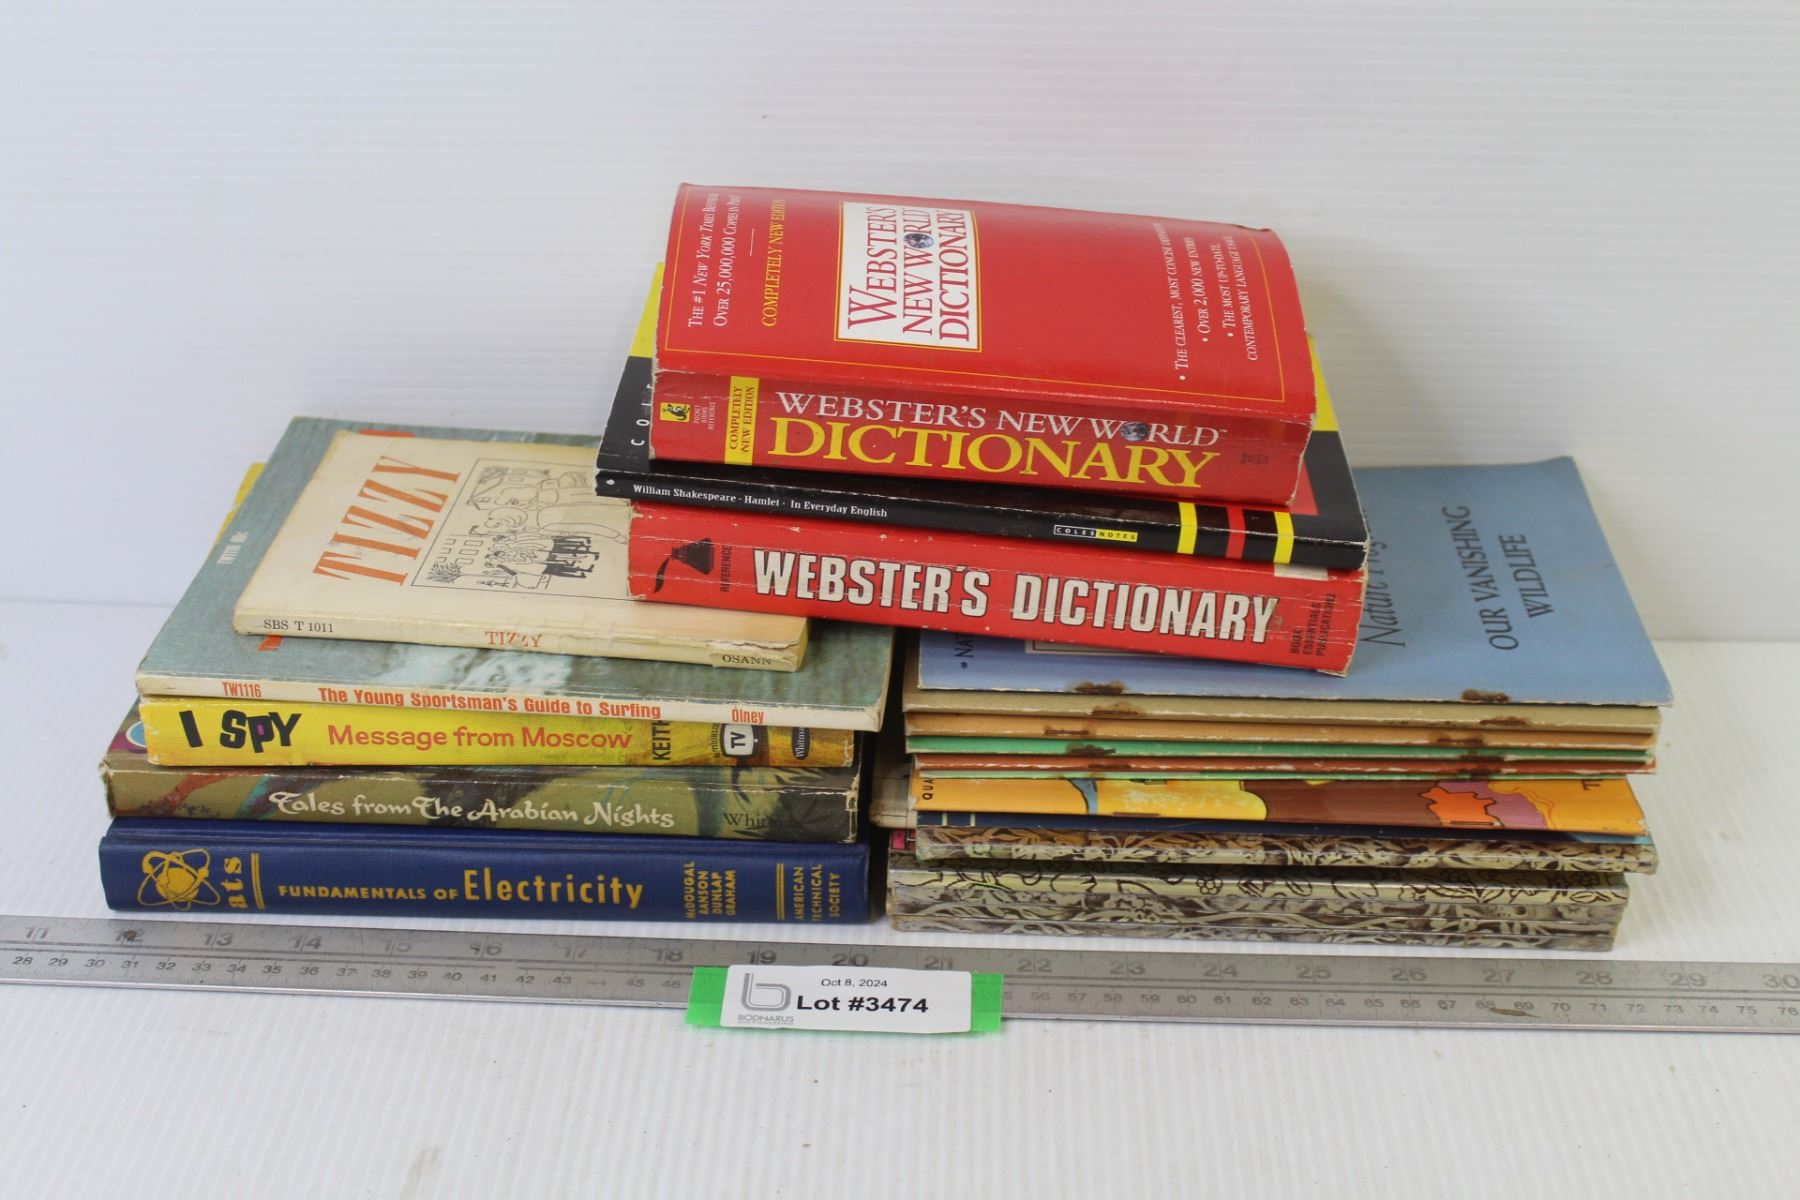 THE #1 NEW YORK TIMES BESTSELLER
OVER 25,000,000 COPIES IN PRINT
COMPLETELY NEW EDITION
WEBSTER'S
NEW WORLD
DICTIONARY
• THE CLEAREST, MOST CONCISE
• OVER 2,000 NEW ENTRIES
• THE MOST UP-TO-DATE,
CONTEMPORARY LANGUAGE
POCKET
BOOKS
REFERENCE
COMPLETELY
NEW EDITION
WEBSTER'S NEW WORLD™
DICTIONARY
William Shakespeare · Hamlet · In Everyday English
COLES NOTES
REFERENCE
WEBSTER'S DICTIONARY
BOOK
ESSENTIALS
PUBLICATIONS
TIZZY
SBS T 1011
TIZZY
OSANN
TW1116
TW1116
The Young Sportsman's Guide to Surfing
Olney
I SPY
Message from Moscow
KEITH
TV
Whitman
Tales from The Arabian Nights
ats
FUNDAMENTALS OF Electricity
McDOUGAL
RANSON
DUNLAP
GRAHAM
AMERICAN
TECHNICAL
SOCIETY
Nature
OUR VANISHING
WILDLIFE
11 12 13 14 15 16 17 18 19 20 21 22 23 24 25 26 27 28 29 30
28 29 30 31 32 33 34 35 36 37 38 39 40 41 42 43 45 46 56 57 58 59 60 61 62 63 64 65 66 67 68 69 70 71 72 73 74 75 76
Oct 8, 2024
Lot #3474
BODNARUS
AUCTIONEERING